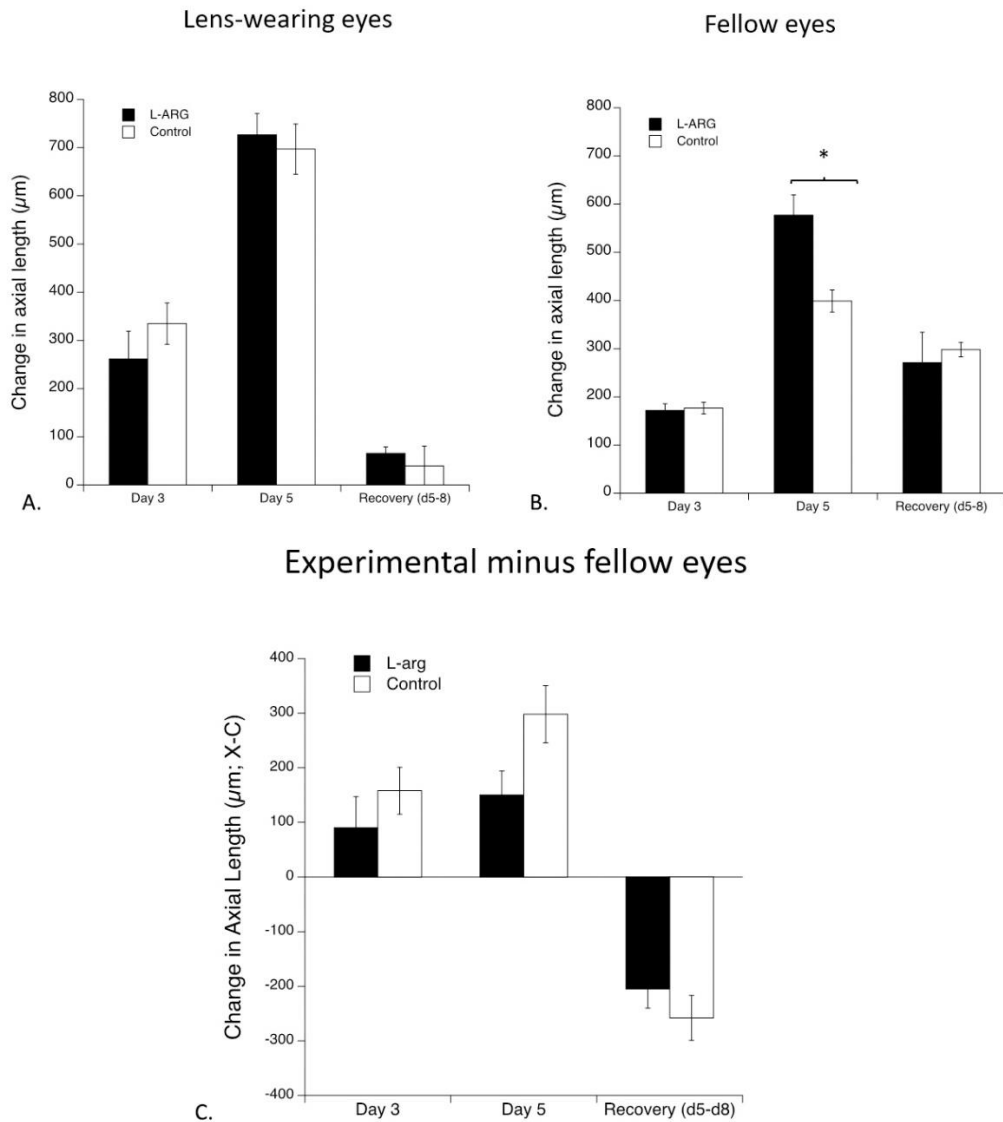 Lens-wearing eyes
Fellow eyes
L-ARG
Control
Change in axial length (µm)
800
700
600
500
400
300
200
100
0
Day 3
Day 5
Recovery (d5-8)
A.
L-ARG
Control
*
Change in axial length (µm)
800
700
600
500
400
300
200
100
0
Day 3
Day 5
Recovery (d5-8)
B.
Experimental minus fellow eyes
L-arg
Control
Change in Axial Length (µm; X-C)
400
300
200
100
0
-100
-200
-300
-400
Day 3
Day 5
Recovery (d5-d8)
C.